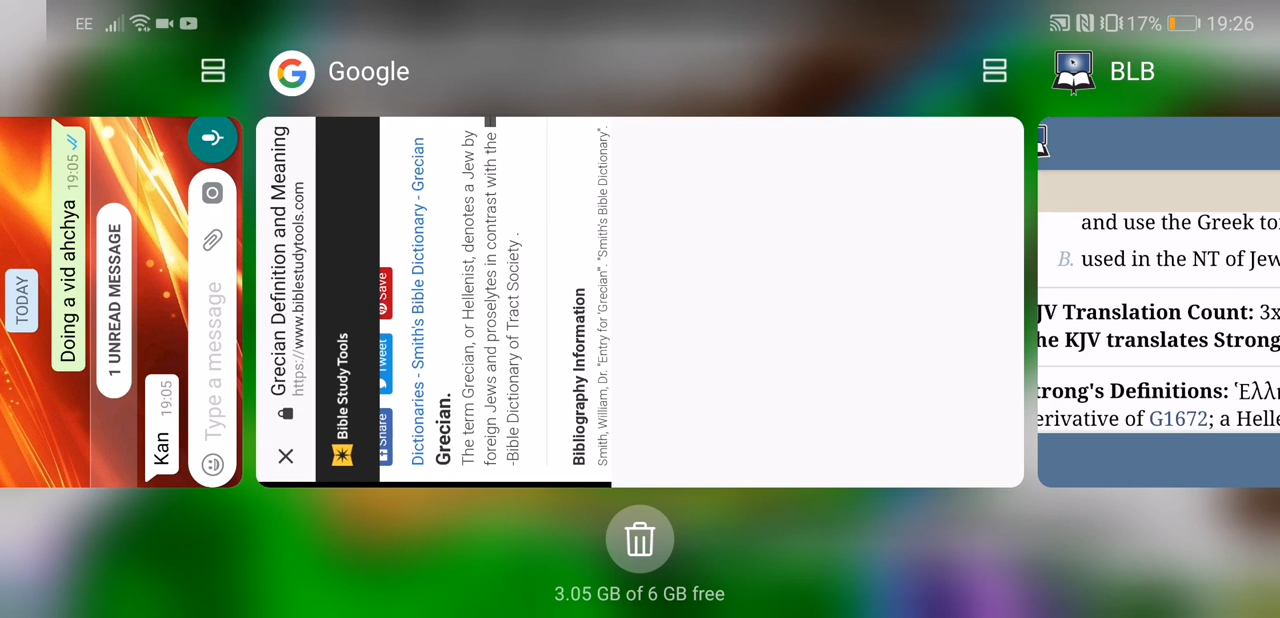 EE
17%
19:26
Google
BLB
TODAY
Doing a vid ahchya 19:05
1 UNREAD MESSAGE
Kan 19:05
Type a message
Grecian Definition and Meaning
https://www.biblestudytools.com
Bible Study Tools
Share
Tweet
Save
Dictionaries - Smith's Bible Dictionary - Grecian
Grecian.
The term Grecian, or Hellenist, denotes a Jew by
foreign Jews and proselytes in contrast with the
-Bible Dictionary of Tract Society .
Bibliography Information
Smith, William, Dr. "Entry for 'Grecian'". "Smith's Bible Dictionary".
and use the Greek to
B. used in the NT of Jew
JV Translation Count: 3x
he KJV translates Strong
trong's Definitions: Ἑλλη
erivative of G1672; a Helle
3.05 GB of 6 GB free